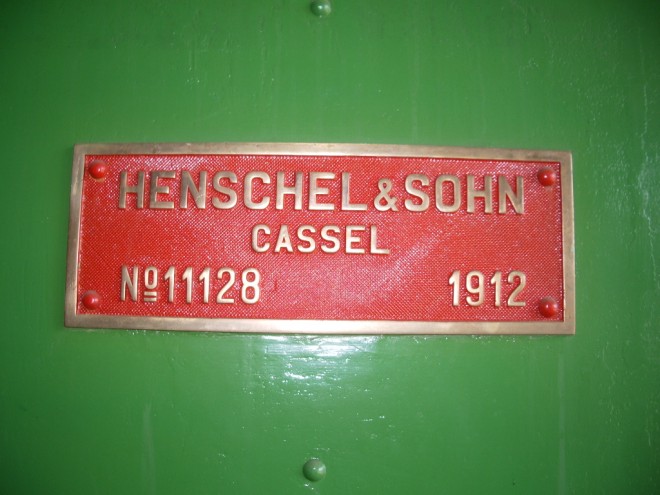 HENSCHEL & SOHN
CASSEL
Nº 11128 1912